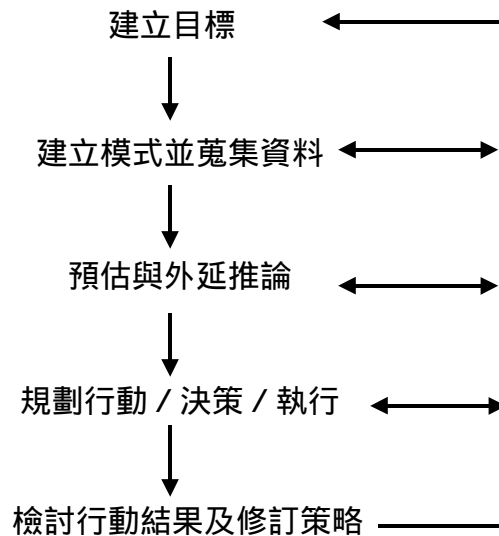 建立目標
建立模式並蒐集資料
預估與外延推論
規劃行動 / 決策 / 執行
檢討行動結果及修訂策略